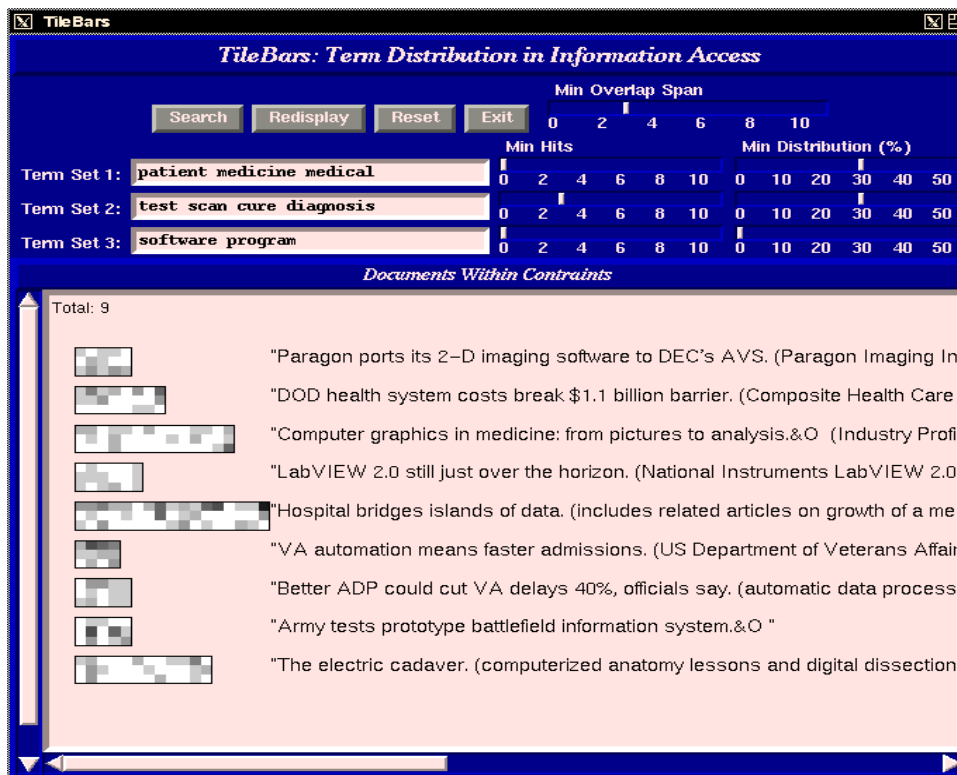 TileBars
TileBars: Term Distribution in Information Access
Min Overlap Span
Search Redisplay Reset Exit
0 2 4 6 8 10
Min Hits Min Distribution (%)
Term Set 1: patient medicine medical
0 2 4 6 8 10 0 10 20 30 40 50
Term Set 2: test scan cure diagnosis
0 2 4 6 8 10 0 10 20 30 40 50
Term Set 3: software program
0 2 4 6 8 10 0 10 20 30 40 50
Documents Within Contraints
Total: 9
"Paragon ports its 2-D imaging software to DEC's AVS. (Paragon Imaging In
"DOD health system costs break $1.1 billion barrier. (Composite Health Care
"Computer graphics in medicine: from pictures to analysis.&O (Industry Profi
"LabVIEW 2.0 still just over the horizon. (National Instruments LabVIEW 2.0
"Hospital bridges islands of data. (includes related articles on growth of a me
"VA automation means faster admissions. (US Department of Veterans Affair
"Better ADP could cut VA delays 40%, officials say. (automatic data process
"Army tests prototype battlefield information system.&O "
"The electric cadaver. (computerized anatomy lessons and digital dissection